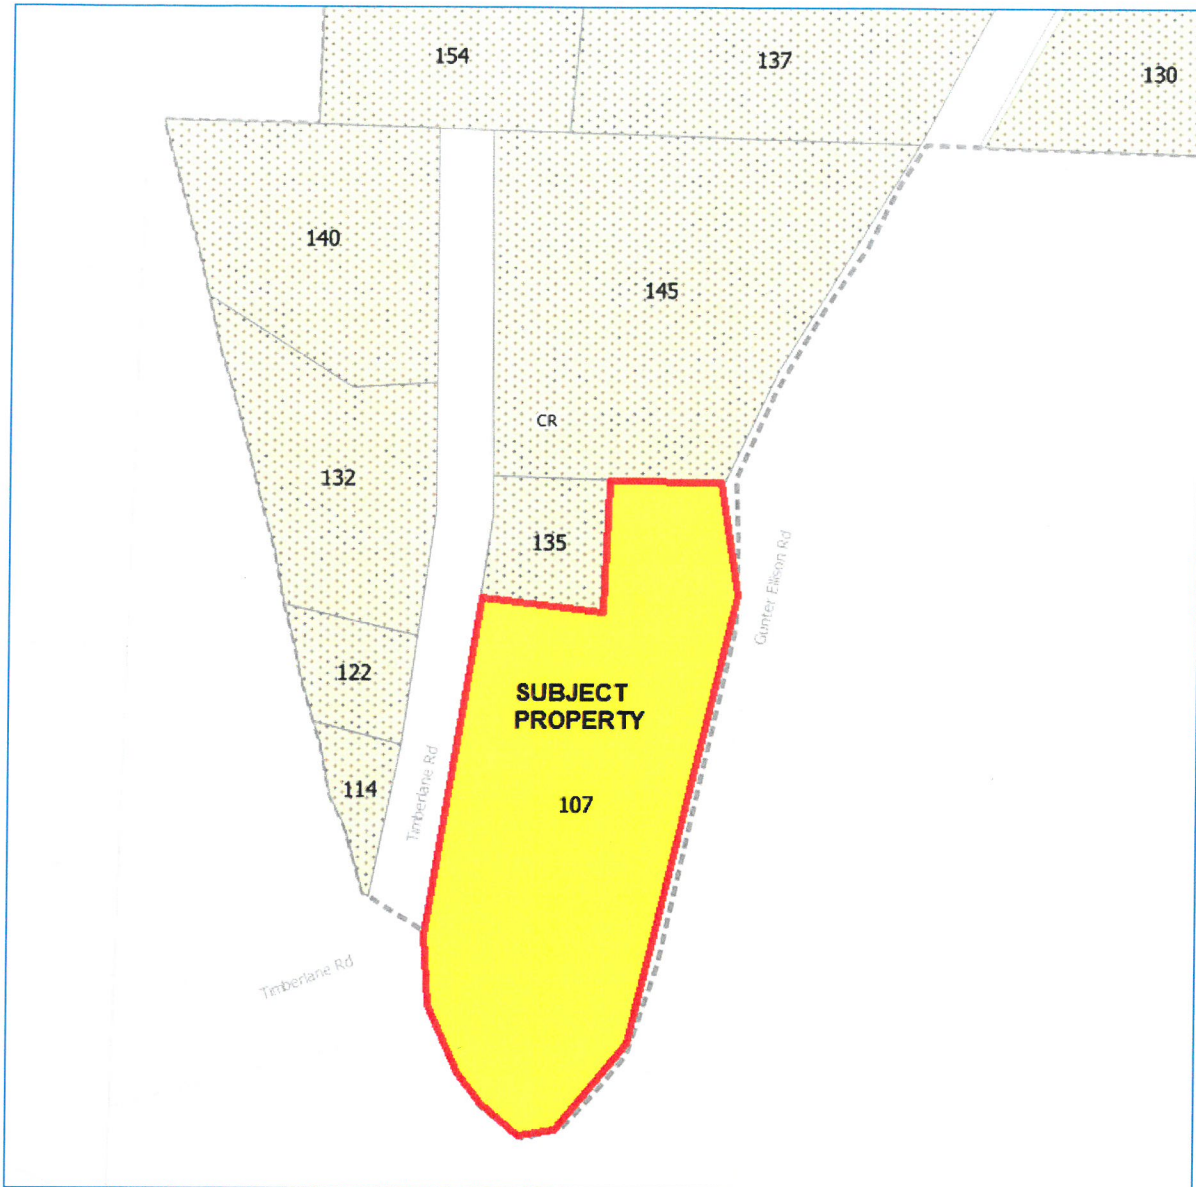 154
137
130
140
145
CR
132
135
Gunter Ellison Rd
122
SUBJECT
PROPERTY
114
Timberlane Rd
107
Timberlane Rd